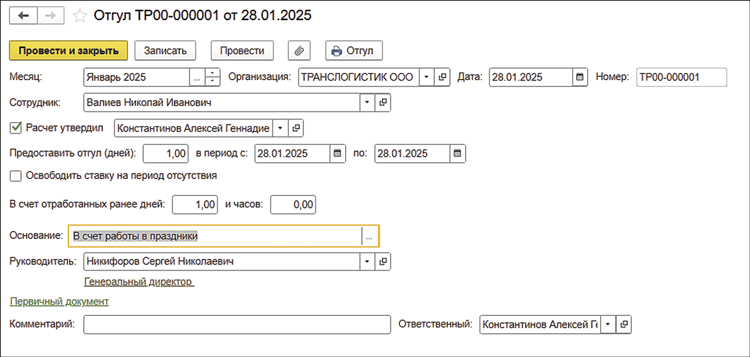 Отгул ТР00-000001 от 28.01.2025
Провести и закрыть Записать Провести Отгул
Месяц: Январь 2025 ... Организация: ТРАНСЛОГИСТИК ООО Дата: 28.01.2025 Номер: ТР00-000001
Сотрудник: Валиев Николай Иванович
Расчет утвердил Константинов Алексей Геннадие
Предоставить отгул (дней): 1,00 в период с: 28.01.2025 по: 28.01.2025
Освободить ставку на период отсутствия
В счет отработанных ранее дней: 1,00 и часов: 0,00
Основание: В счет работы в праздники ...
Руководитель: Никифоров Сергей Николаевич
Генеральный директор
Первичный документ
Комментарий: Ответственный: Константинов Алексей Ге